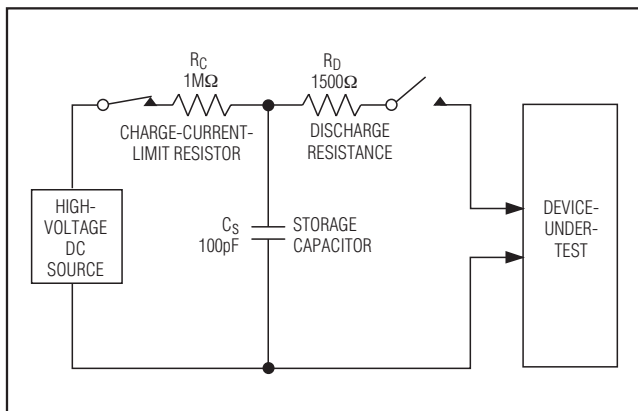 RC
1MΩ
CHARGE-CURRENT-
LIMIT RESISTOR
RD
1500Ω
DISCHARGE
RESISTANCE
HIGH-
VOLTAGE
DC
SOURCE
CS
100pF
STORAGE
CAPACITOR
DEVICE-
UNDER-
TEST